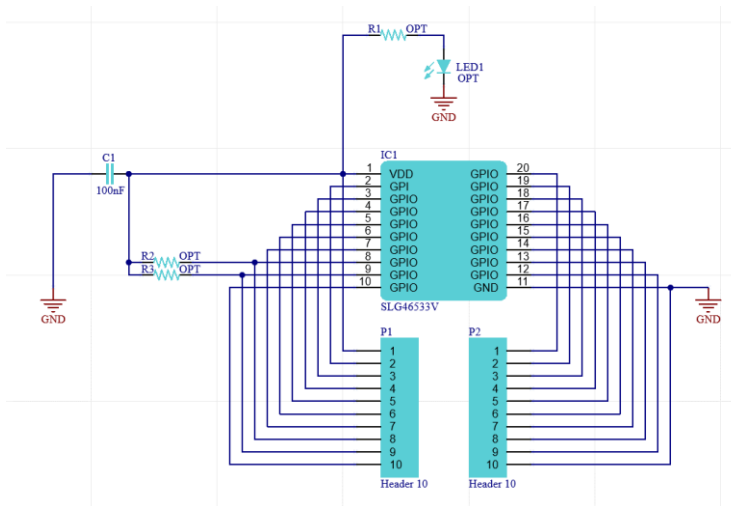 R1 OPT
LED1
OPT
GND
C1
100nF
IC1
1 VDD GPIO 20
2 GPI GPIO 19
3 GPIO GPIO 18
4 GPIO GPIO 17
5 GPIO GPIO 16
6 GPIO GPIO 15
7 GPIO GPIO 14
8 GPIO GPIO 13
9 GPIO GPIO 12
10 GPIO GND 11
SLG46533V
R2 OPT
R3 OPT
GND
GND
P1 P2
1 1
2 2
3 3
4 4
5 5
6 6
7 7
8 8
9 9
10 10
Header 10 Header 10